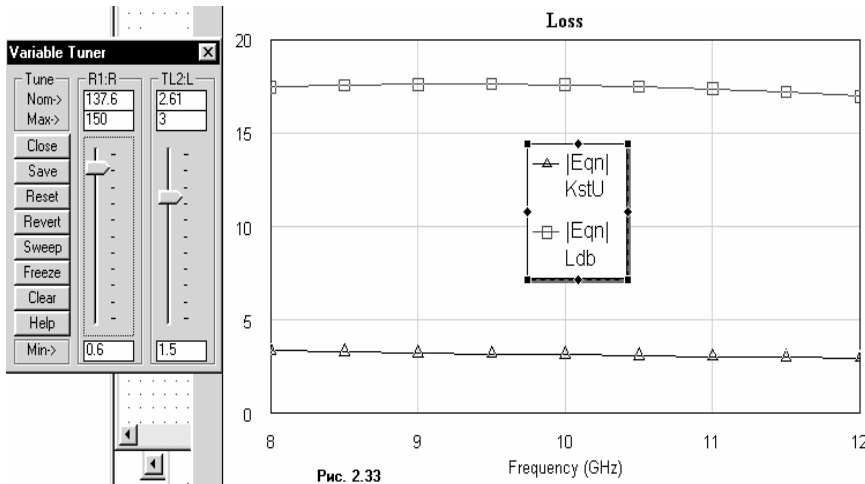 Loss
Variable Tuner
Tune R1:R TL2:L
Nom-> 137.6 2.61
Max-> 150 3
Close
Save
Reset
Revert
Sweep
Freeze
Clear
Help
Min-> 0.6 1.5
20
15
10
5
0
|Eqn|
KstU
|Eqn|
Ldb
8 9 10 11 12
Frequency (GHz)
Рис. 2.33